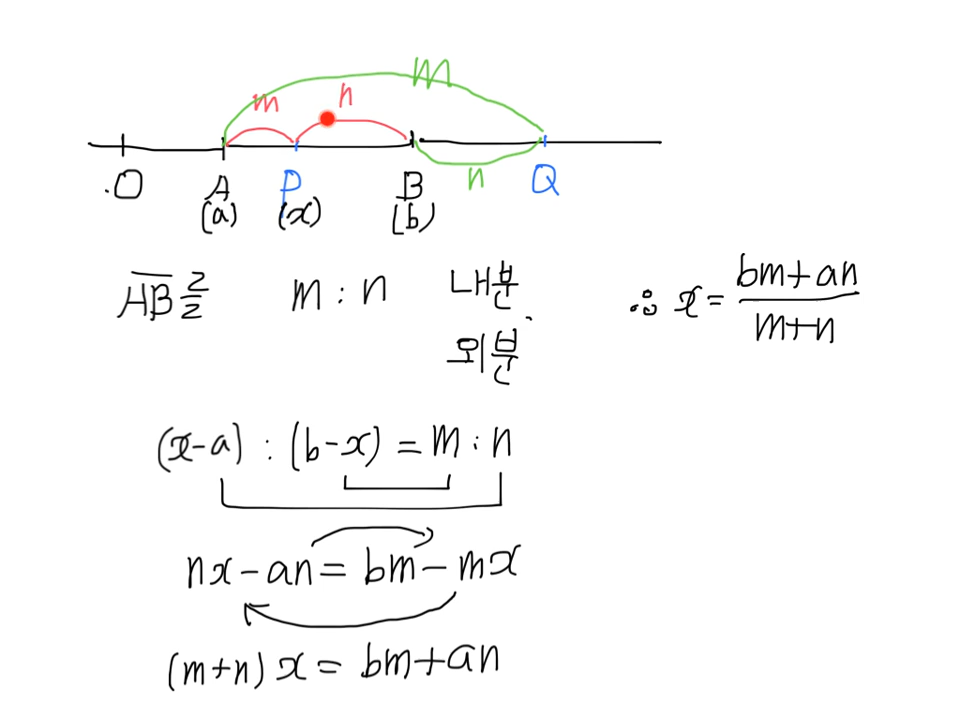 m
m n
O A P B n Q
(a) (x) (b)
AB를 m : n 내분
외분
∴ x = (bm+an)/(m+n)
(x-a) : (b-x) = m : n
nx-an = bm-mx
(m+n)x = bm+an